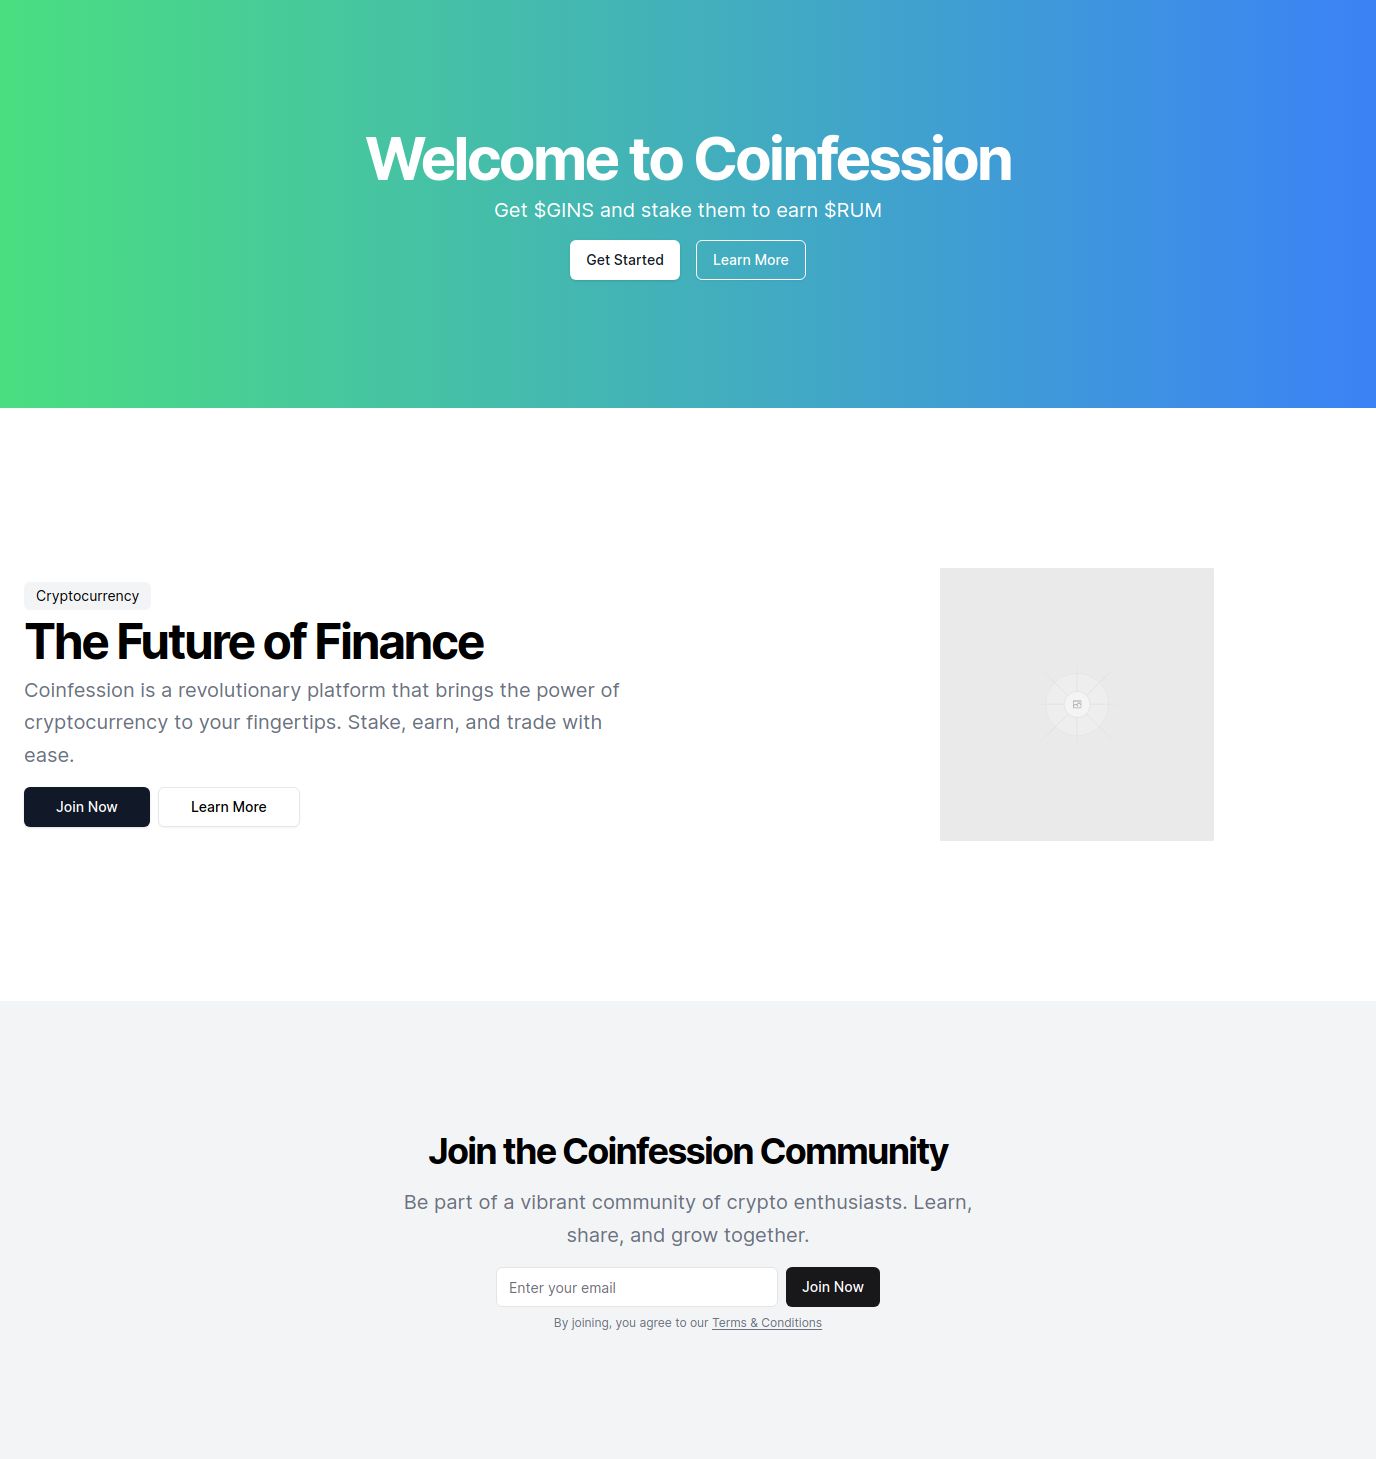 Welcome to Coinfession
Get $GINS and stake them to earn $RUM
Get Started
Learn More
Cryptocurrency
The Future of Finance
Coinfession is a revolutionary platform that brings the power of
cryptocurrency to your fingertips. Stake, earn, and trade with
ease.
Join Now
Learn More
Join the Coinfession Community
Be part of a vibrant community of crypto enthusiasts. Learn,
share, and grow together.
Enter your email
Join Now
By joining, you agree to our Terms & Conditions